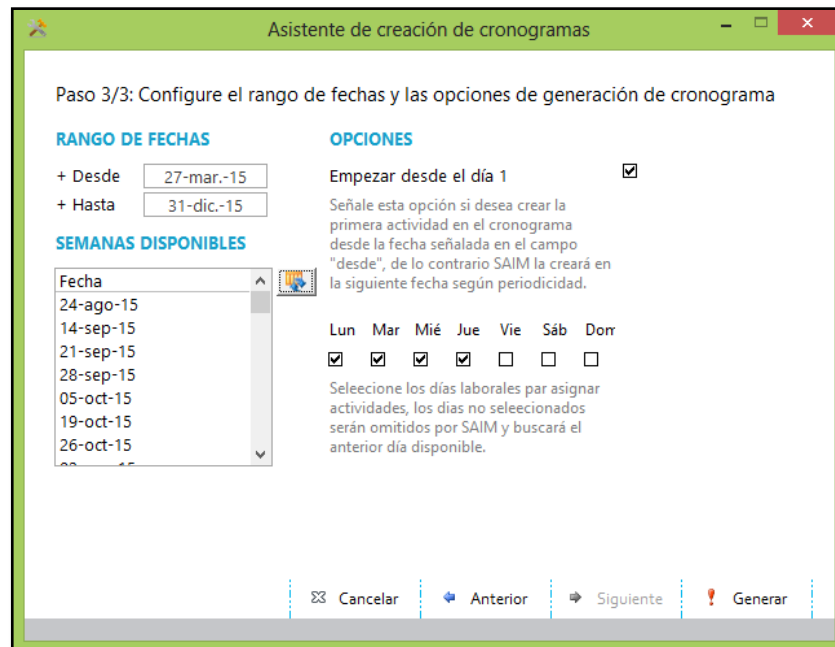 Asistente de creación de cronogramas
Paso 3/3: Configure el rango de fechas y las opciones de generación de cronograma
RANGO DE FECHAS
+ Desde 27-mar.-15
+ Hasta 31-dic.-15
SEMANAS DISPONIBLES
Fecha
24-ago-15
14-sep-15
21-sep-15
28-sep-15
05-oct-15
19-oct-15
26-oct-15
OPCIONES
Empezar desde el día 1
Señale esta opción si desea crear la
primera actividad en el cronograma
desde la fecha señalada en el campo
"desde", de lo contrario SAIM la creará en
la siguiente fecha según periodicidad.
Lun Mar Mié Jue Vie Sáb Dom
Seleecione los días laborales par asignar
actividades, los dias no seleecionados
serán omitidos por SAIM y buscará el
anterior día disponible.
Cancelar Anterior Siguiente Generar